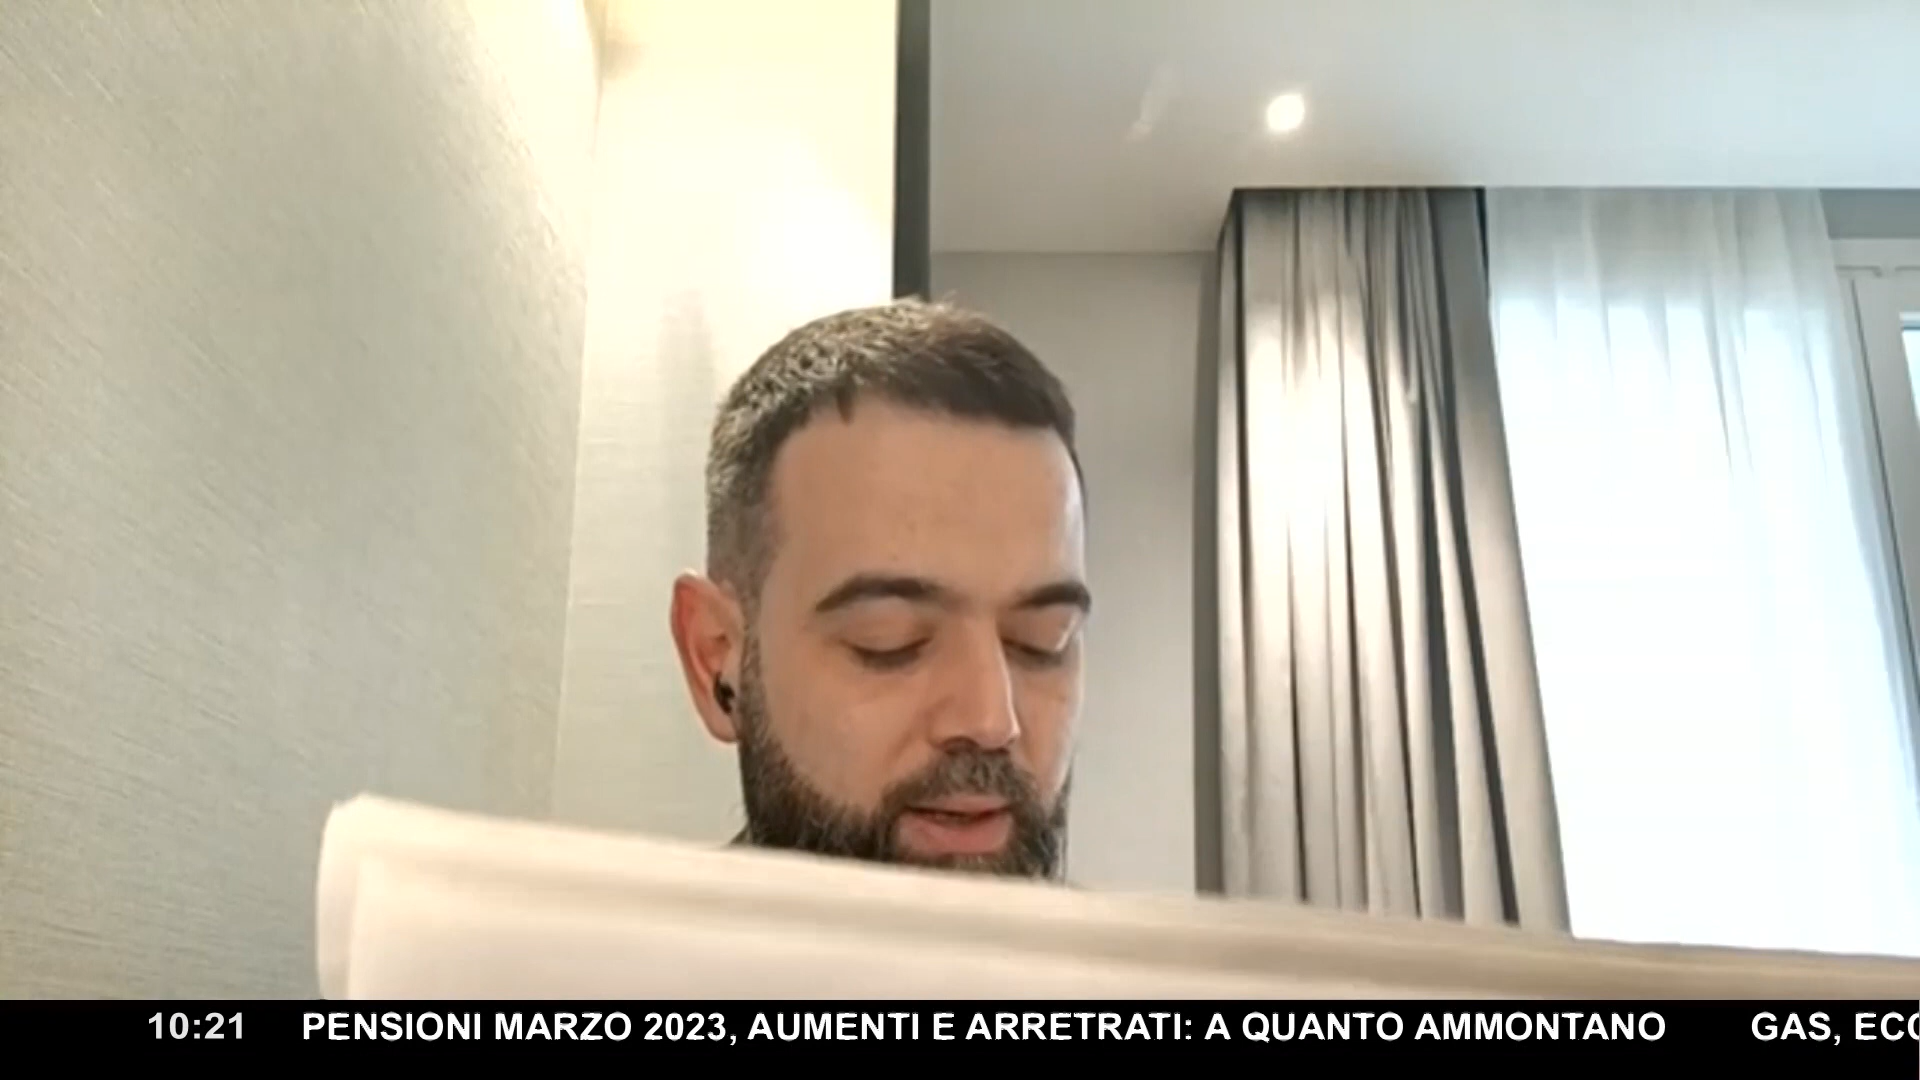 10:21 PENSIONI MARZO 2023, AUMENTI E ARRETRATI: A QUANTO AMMONTANO GAS,